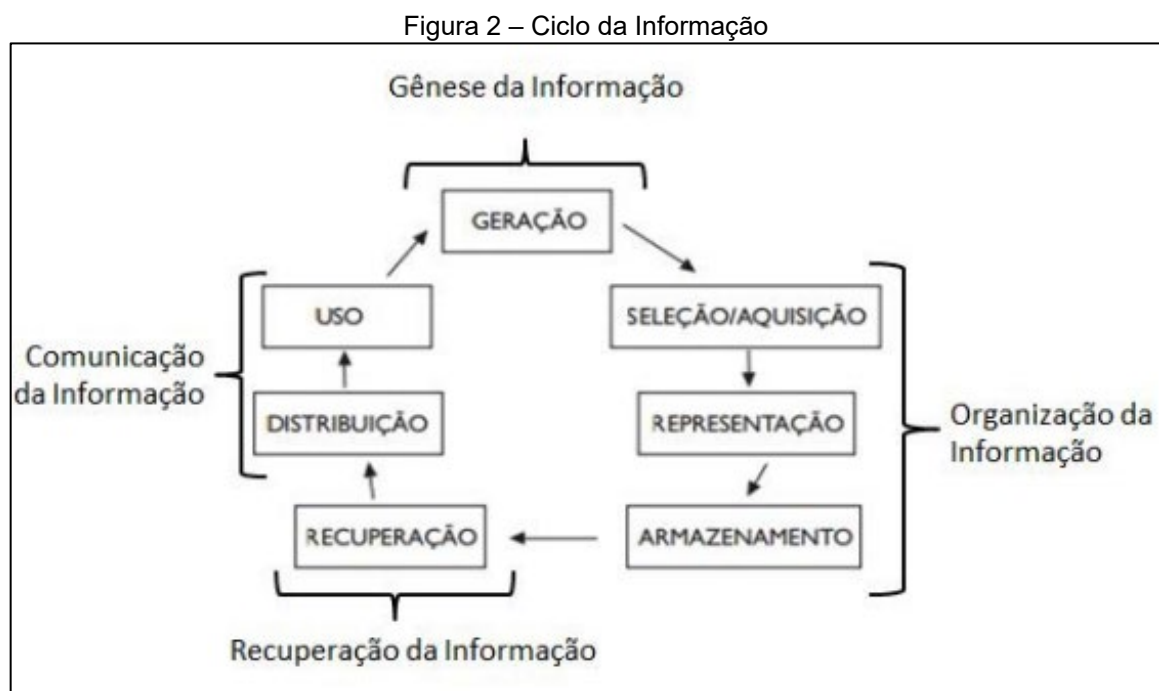 Figura 2 – Ciclo da Informação
Gênese da Informação
GERAÇÃO
SELEÇÃO/AQUISIÇÃO
REPRESENTAÇÃO
ARMAZENAMENTO
Organização da
Informação
RECUPERAÇÃO
Recuperação da Informação
DISTRIBUIÇÃO
USO
Comunicação
da Informação